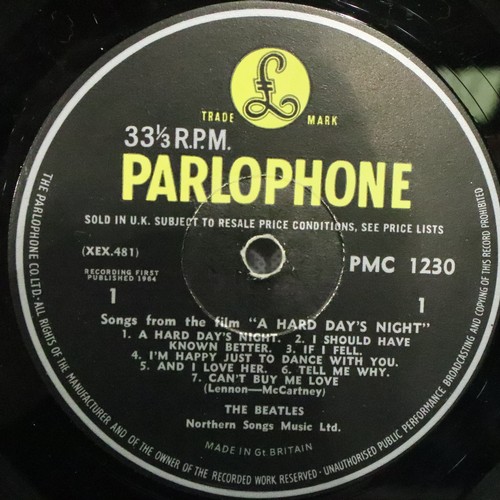 £
TRADE MARK
33⅓ R.P.M.
PARLOPHONE
SOLD IN U.K. SUBJECT TO RESALE PRICE CONDITIONS, SEE PRICE LISTS
(XEX.481)
PMC 1230
RECORDING FIRST
PUBLISHED 1964
1
1
Songs from the film "A HARD DAY'S NIGHT"
1. A HARD DAY'S NIGHT. 2. I SHOULD HAVE
KNOWN BETTER. 3. IF I FELL.
4. I'M HAPPY JUST TO DANCE WITH YOU.
5. AND I LOVE HER. 6. TELL ME WHY.
7. CAN'T BUY ME LOVE
(Lennon—McCartney)
THE BEATLES
Northern Songs Music Ltd.
MADE IN Gt. BRITAIN
THE PARLOPHONE CO. LTD. · ALL RIGHTS OF THE MANUFACTURER AND OF THE OWNER OF THE RECORDED WORK RESERVED · UNAUTHORISED PUBLIC PERFORMANCE BROADCASTING AND COPYING OF THIS RECORD PROHIBITED